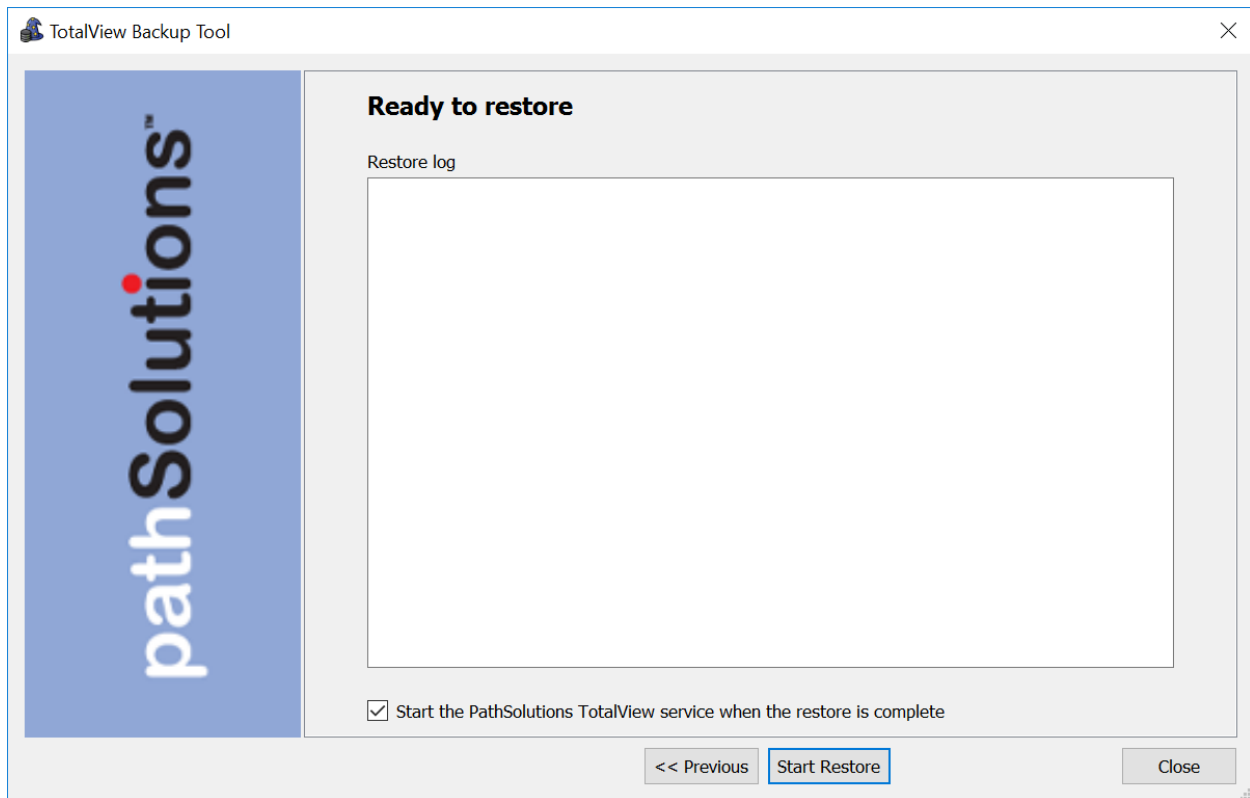 TotalView Backup Tool
pathSolutions™
Ready to restore
Restore log
Start the PathSolutions TotalView service when the restore is complete
<< Previous
Start Restore
Close